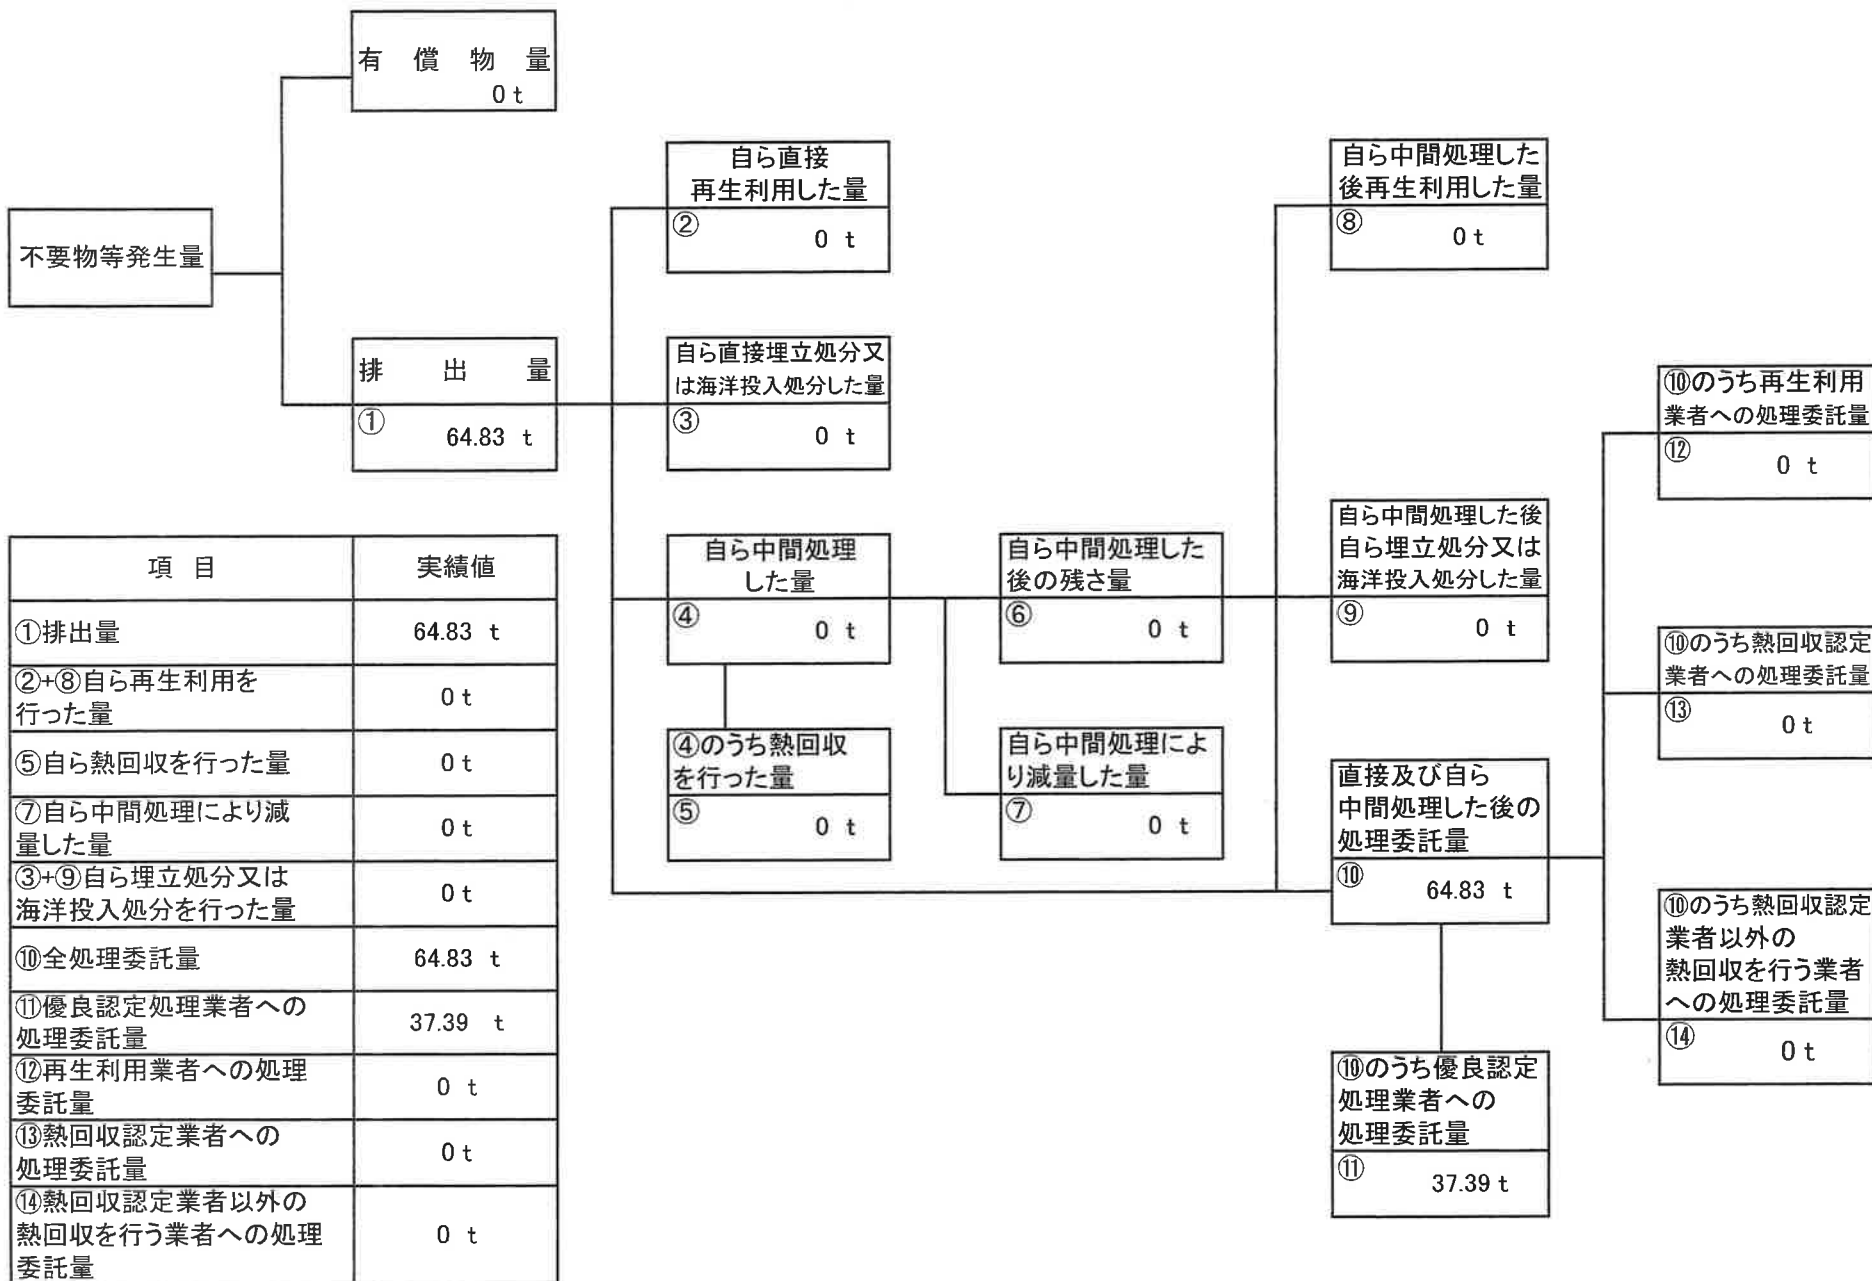 有償物量
0 t
不要物等発生量
排出量
① 64.83 t
自ら直接
再生利用した量
② 0 t
自ら直接埋立処分又
は海洋投入処分した量
③ 0 t
自ら中間処理
した量
④ 0 t
④のうち熱回収
を行った量
⑤ 0 t
自ら中間処理した
後の残さ量
⑥ 0 t
自ら中間処理によ
り減量した量
⑦ 0 t
自ら中間処理した
後再生利用した量
⑧ 0 t
自ら中間処理した後
自ら埋立処分又は
海洋投入処分した量
⑨ 0 t
直接及び自ら
中間処理した後の
処理委託量
⑩ 64.83 t
⑩のうち優良認定
処理業者への
処理委託量
⑪ 37.39 t
⑩のうち再生利用
業者への処理委託量
⑫ 0 t
⑩のうち熱回収認定
業者への処理委託量
⑬ 0 t
⑩のうち熱回収認定
業者以外の
熱回収を行う業者
への処理委託量
⑭ 0 t
項目 実績値
①排出量 64.83 t
②+⑧自ら再生利用を
行った量 0 t
⑤自ら熱回収を行った量 0 t
⑦自ら中間処理により減
量した量 0 t
③+⑨自ら埋立処分又は
海洋投入処分を行った量 0 t
⑩全処理委託量 64.83 t
⑪優良認定処理業者への
処理委託量 37.39 t
⑫再生利用業者への処理
委託量 0 t
⑬熱回収認定業者への
処理委託量 0 t
⑭熱回収認定業者以外の
熱回収を行う業者への処理
委託量 0 t